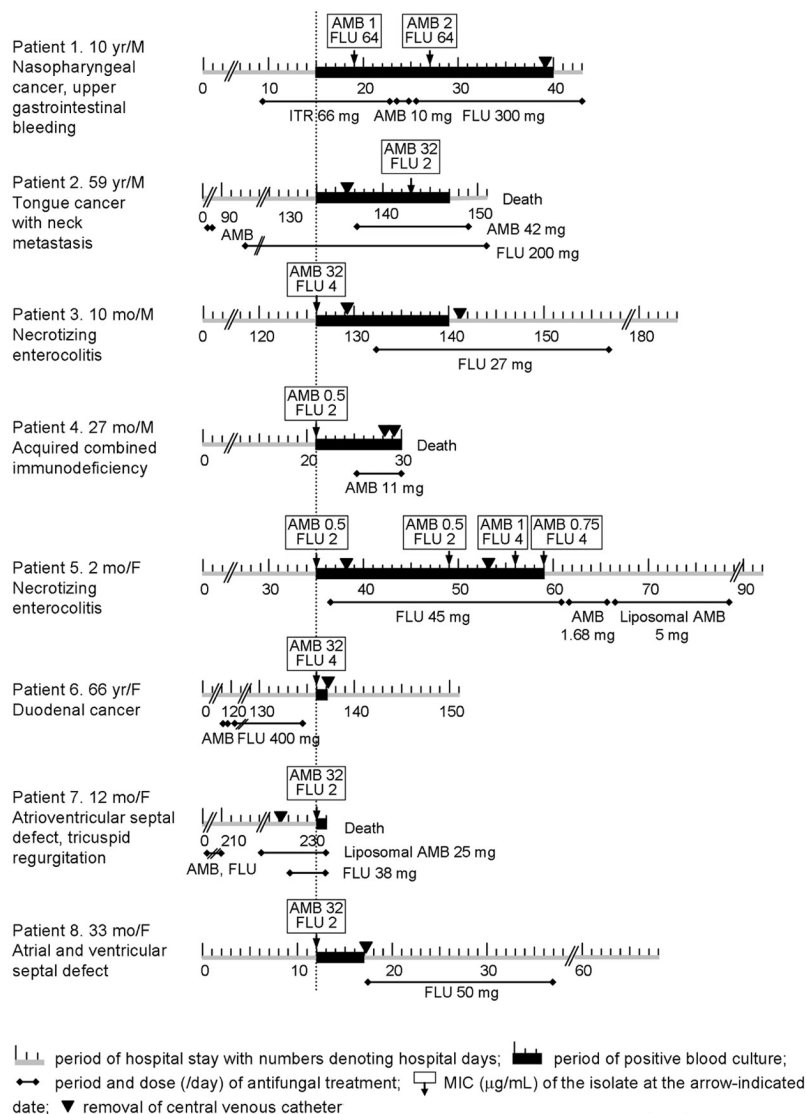 AMB 1 AMB 2
FLU 64 FLU 64
Patient 1. 10 yr/M
Nasopharyngeal
cancer, upper
gastrointestinal
bleeding
0 10 20 30 40
ITR 66 mg AMB 10 mg FLU 300 mg
AMB 32
FLU 2
Patient 2. 59 yr/M
Tongue cancer
with neck
metastasis
Death
0 90 130 140 150
AMB AMB 42 mg
FLU 200 mg
AMB 32
FLU 4
Patient 3. 10 mo/M
Necrotizing
enterocolitis
0 120 130 140 150 180
FLU 27 mg
AMB 0.5
FLU 2
Patient 4. 27 mo/M
Acquired combined
immunodeficiency
Death
0 20 30
AMB 11 mg
AMB 0.5 AMB 0.5 AMB 1 AMB 0.75
FLU 2 FLU 2 FLU 4 FLU 4
Patient 5. 2 mo/F
Necrotizing
enterocolitis
0 30 40 50 60 70 80 90
FLU 45 mg AMB Liposomal AMB
1.68 mg 5 mg
AMB 32
FLU 4
Patient 6. 66 yr/F
Duodenal cancer
0 120 130 140 150
AMB FLU 400 mg
AMB 32
FLU 2
Patient 7. 12 mo/F
Atrioventricular septal
defect, tricuspid
regurgitation
Death
0 210 230
Liposomal AMB 25 mg
AMB, FLU FLU 38 mg
AMB 32
FLU 2
Patient 8. 33 mo/F
Atrial and ventricular
septal defect
0 10 20 30 60
FLU 50 mg
period of hospital stay with numbers denoting hospital days; period of positive blood culture;
period and dose (/day) of antifungal treatment; MIC (μg/mL) of the isolate at the arrow-indicated
date; removal of central venous catheter